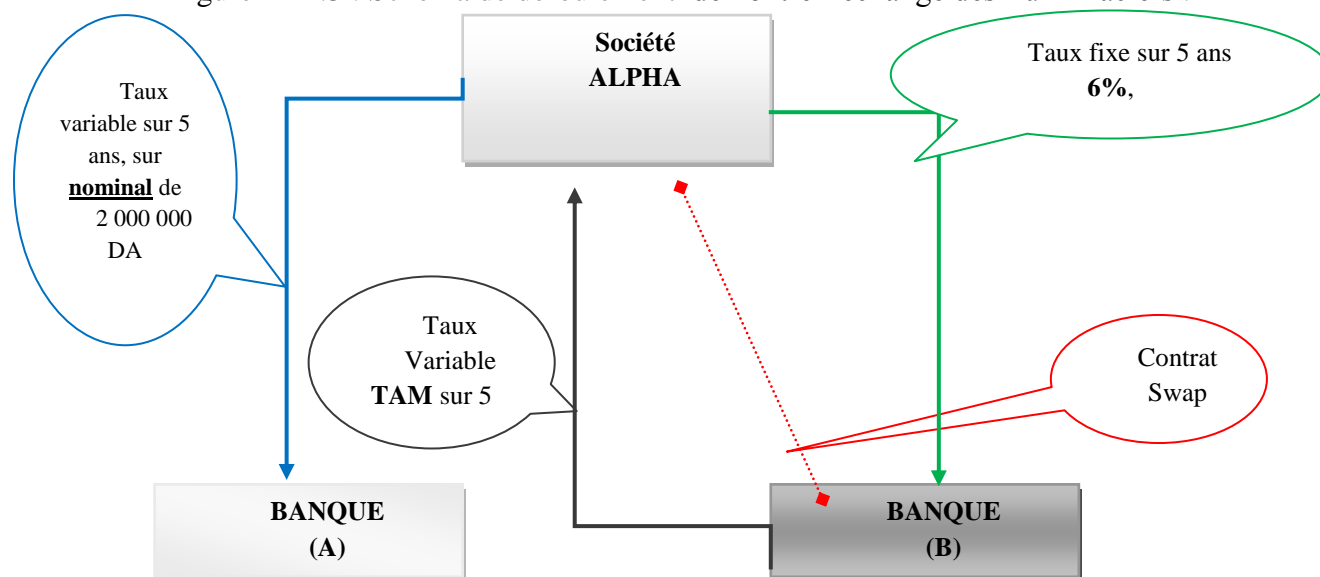 Société
ALPHA
Taux fixe sur 5 ans
6%,
Taux
variable sur 5
ans, sur
nominal de
2 000 000
DA
Taux
Variable
TAM sur 5
Contrat
Swap
BANQUE
(A)
BANQUE
(B)